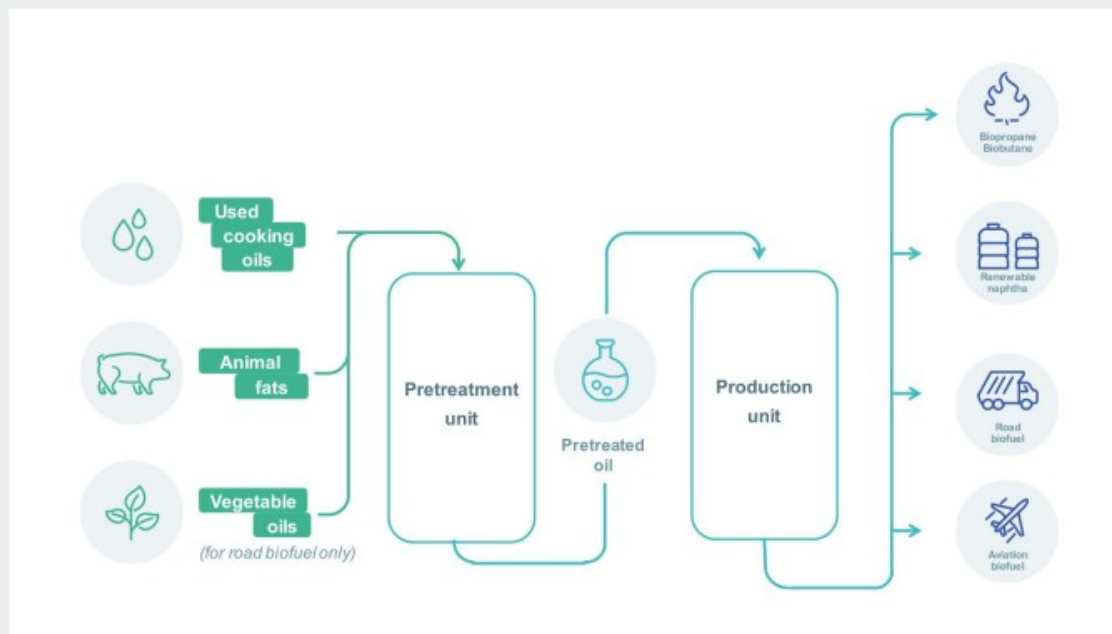 Used
cooking
oils
Animal
fats
Vegetable
oils
(for road biofuel only)
Pretreatment
unit
Pretreated
oil
Production
unit
Biopropane
Biobutane
Renewable
naphtha
Road
biofuel
Aviation
biofuel